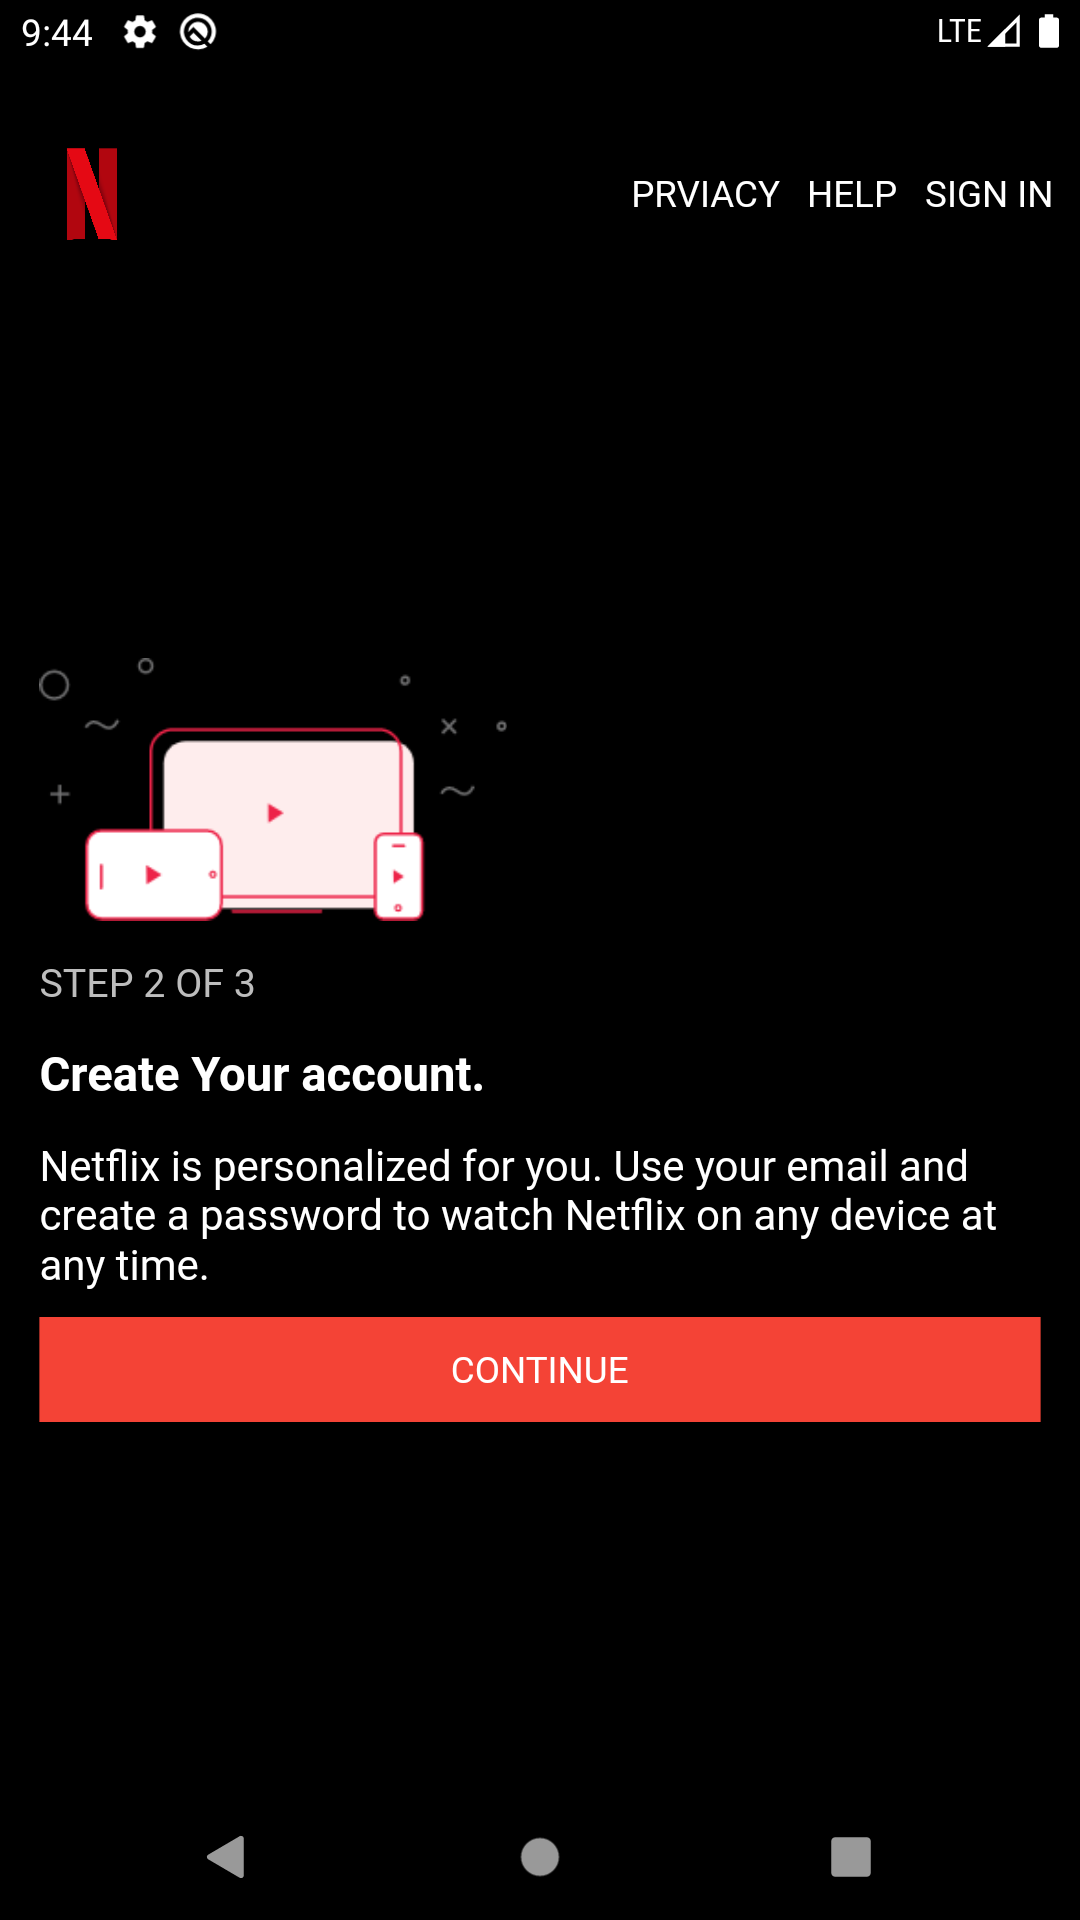 9:44
LTE
PRVIACY HELP SIGN IN
STEP 2 OF 3
Create Your account.
Netflix is personalized for you. Use your email and
create a password to watch Netflix on any device at
any time.
CONTINUE